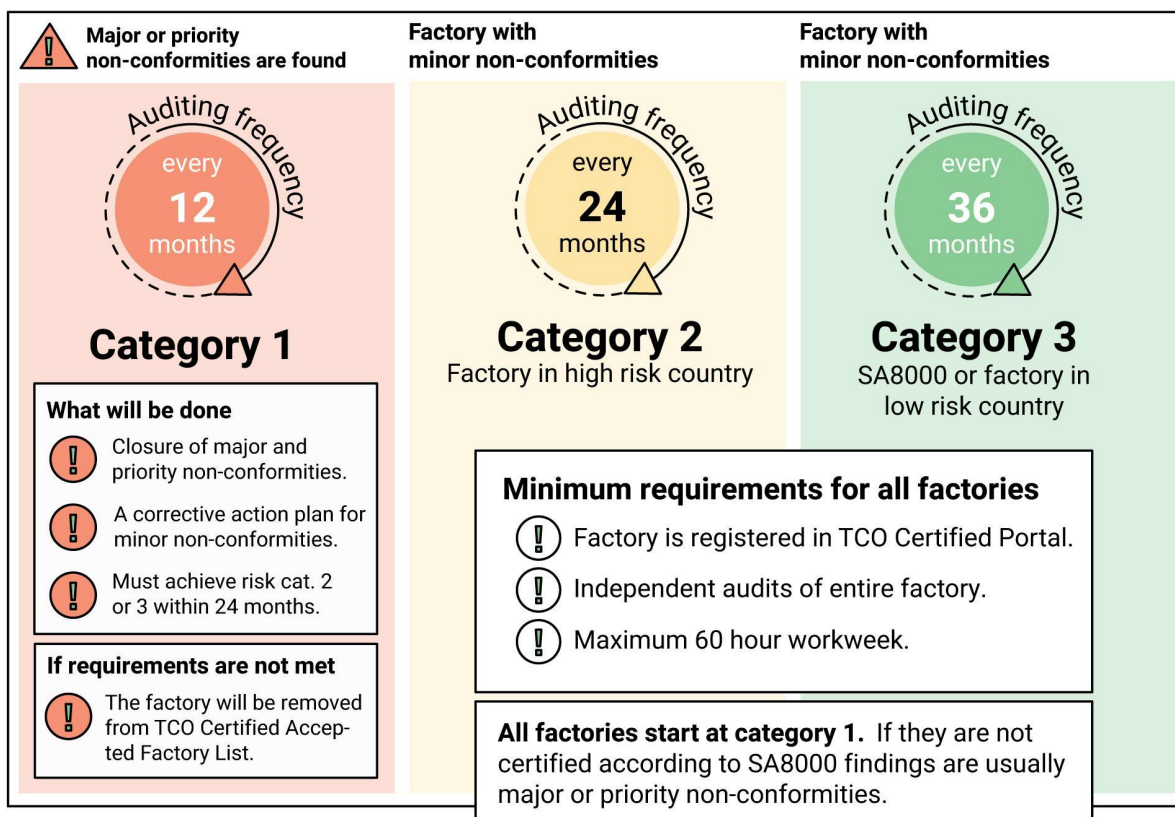 Major or priority
non-conformities are found
Auditing frequency
every
12
months
Category 1
What will be done
Closure of major and
priority non-conformities.
A corrective action plan for
minor non-conformities.
Must achieve risk cat. 2
or 3 within 24 months.
If requirements are not met
The factory will be removed
from TCO Certified Accep-
ted Factory List.
Factory with
minor non-conformities
Auditing frequency
every
24
months
Category 2
Factory in high risk country
Factory with
minor non-conformities
Auditing frequency
every
36
months
Category 3
SA8000 or factory in
low risk country
Minimum requirements for all factories
Factory is registered in TCO Certified Portal.
Independent audits of entire factory.
Maximum 60 hour workweek.
All factories start at category 1. If they are not
certified according to SA8000 findings are usually
major or priority non-conformities.